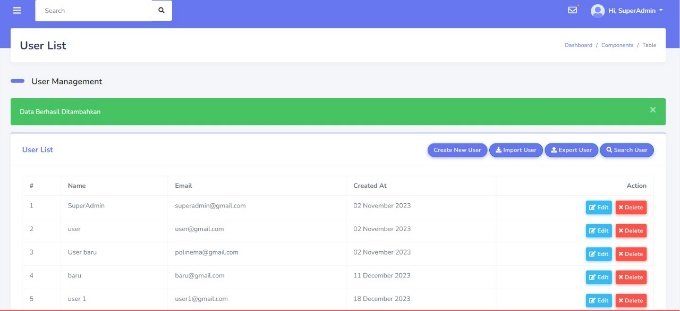 Search
Hi, SuperAdmin
User List
Dashboard / Components / Table
User Management
Data Berhasil Ditambahkan
×
User List
Create New User Import User Export User Search User
# Name Email Created At Action
1 SuperAdmin superadmin@gmail.com 02 November 2023 Edit Delete
2 user user@gmail.com 02 November 2023 Edit Delete
3 User baru polinema@gmail.com 02 November 2023 Edit Delete
4 baru baru@gmail.com 11 December 2023 Edit Delete
5 user 1 user1@gmail.com 18 December 2023 Edit Delete